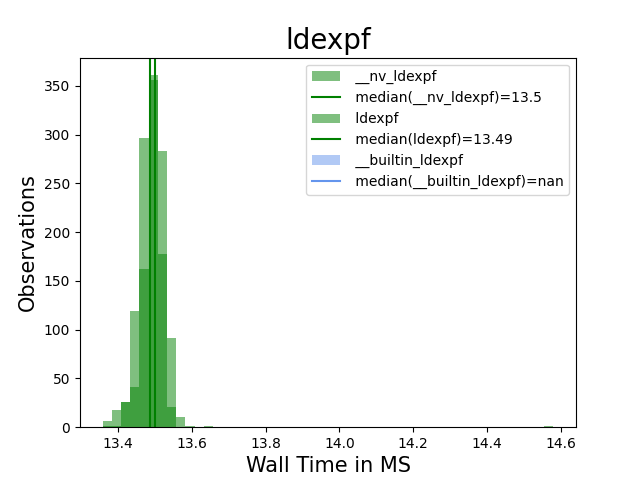 ldexpf
__nv_ldexpf
median(__nv_ldexpf)=13.5
ldexpf
median(ldexpf)=13.49
__builtin_ldexpf
median(__builtin_ldexpf)=nan
Observations
350
300
250
200
150
100
50
0
13.4 13.6 13.8 14.0 14.2 14.4 14.6
Wall Time in MS